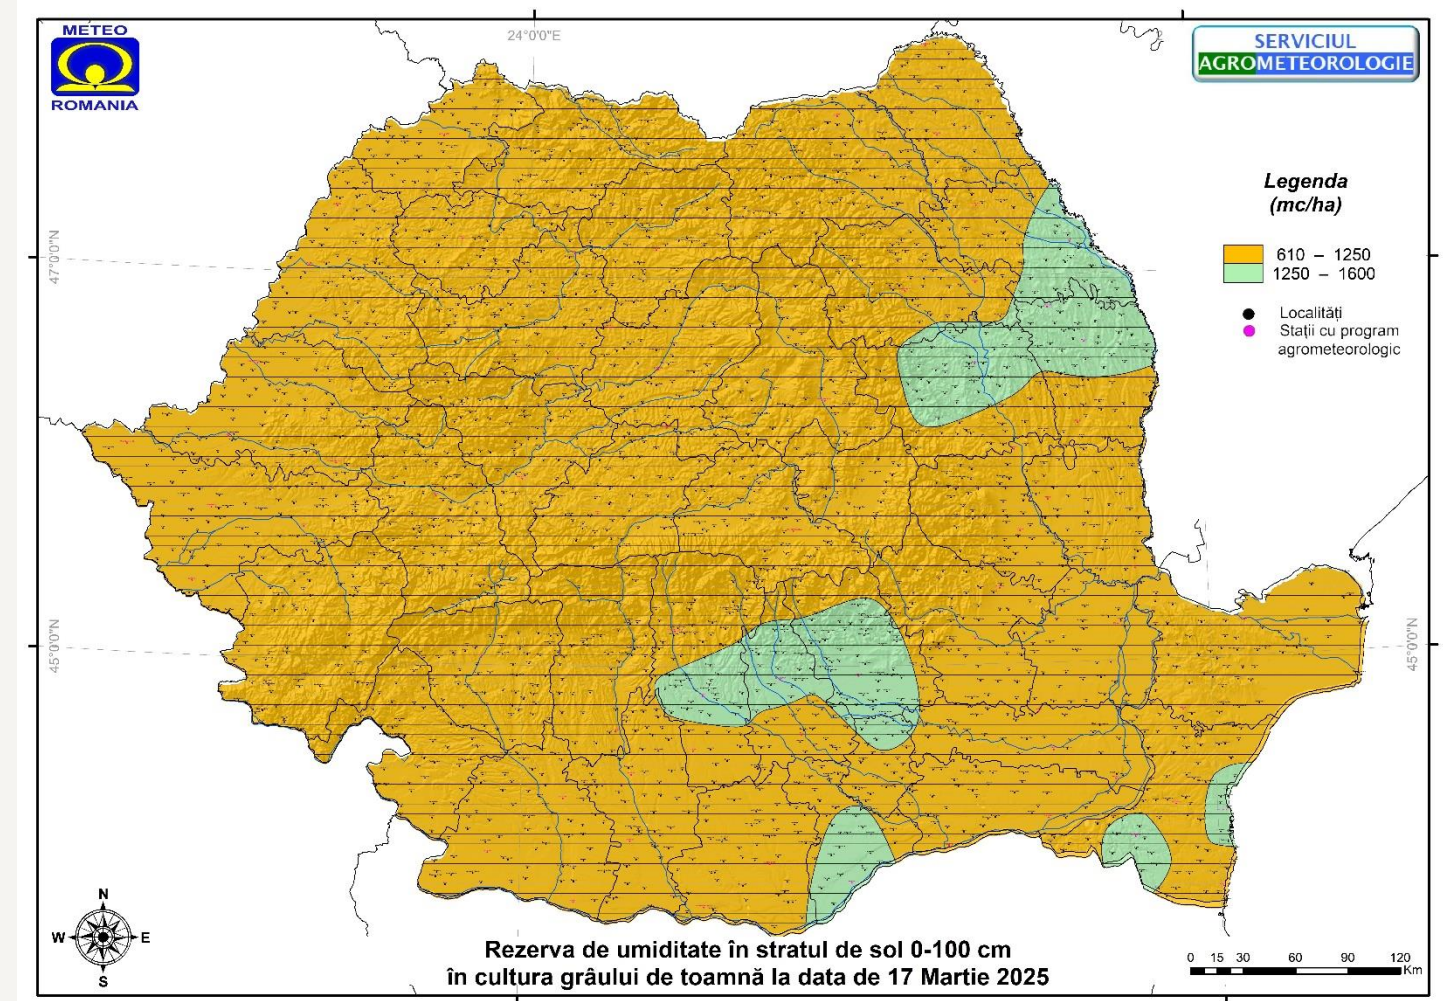 METEO
ROMANIA
24°0'0"E
SERVICIUL
AGROMETEOROLOGIE
Legenda
(mc/ha)
610 – 1250
1250 – 1600
Localități
Stații cu program
agrometeorologic
47°0'0"N
45°0'0"N
45°0'0"N
N
W
E
S
Rezerva de umiditate în stratul de sol 0-100 cm
în cultura grâului de toamnă la data de 17 Martie 2025
0 15 30 60 90 120
Km